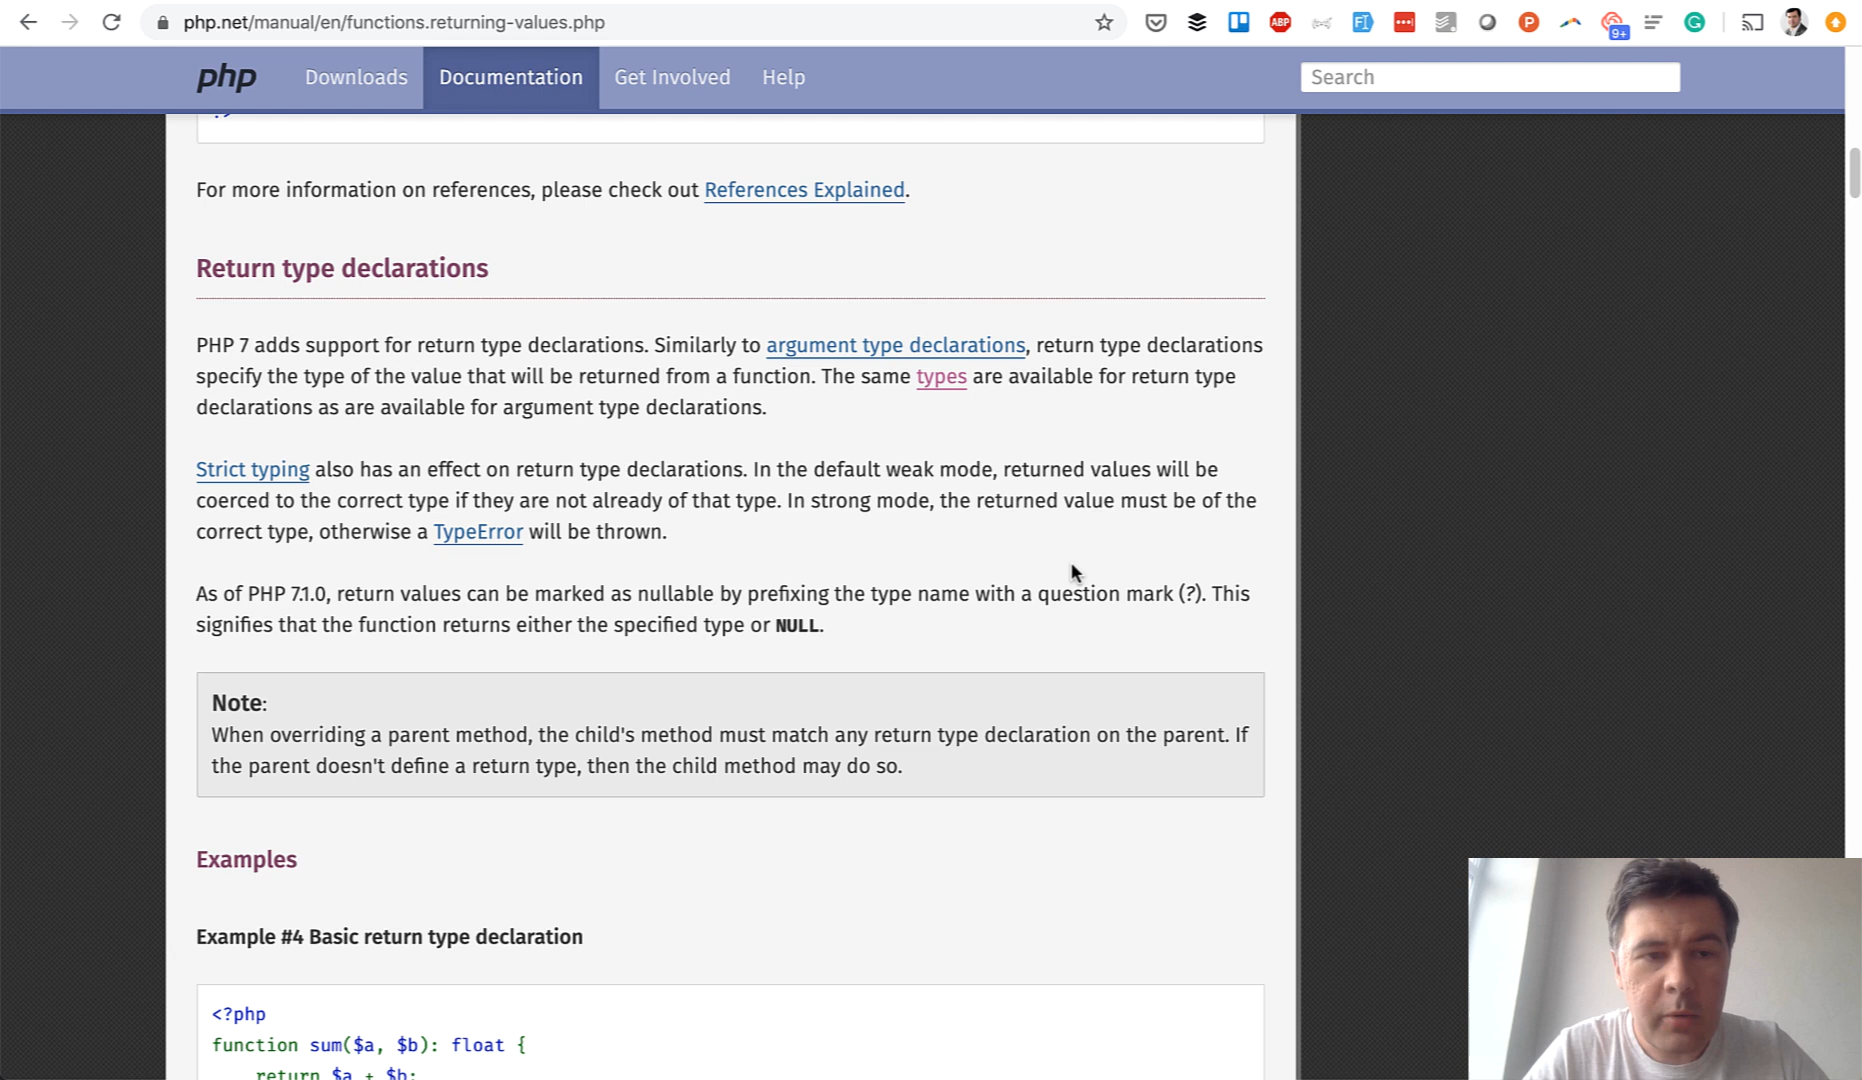 php.net/manual/en/functions.returning-values.php
ABP
FI
P
9+
G
php
Downloads
Documentation
Get Involved
Help
Search
For more information on references, please check out References Explained.
Return type declarations
PHP 7 adds support for return type declarations. Similarly to argument type declarations, return type declarations
specify the type of the value that will be returned from a function. The same types are available for return type
declarations as are available for argument type declarations.
Strict typing also has an effect on return type declarations. In the default weak mode, returned values will be
coerced to the correct type if they are not already of that type. In strong mode, the returned value must be of the
correct type, otherwise a TypeError will be thrown.
As of PHP 7.1.0, return values can be marked as nullable by prefixing the type name with a question mark (?). This
signifies that the function returns either the specified type or NULL.
Note:
When overriding a parent method, the child's method must match any return type declaration on the parent. If
the parent doesn't define a return type, then the child method may do so.
Examples
Example #4 Basic return type declaration
<?php
function sum($a, $b): float {
return $a + $b;